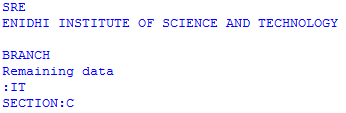 SRE
ENIDHI INSTITUTE OF SCIENCE AND TECHNOLOGY
BRANCH
Remaining data
:IT
SECTION:C